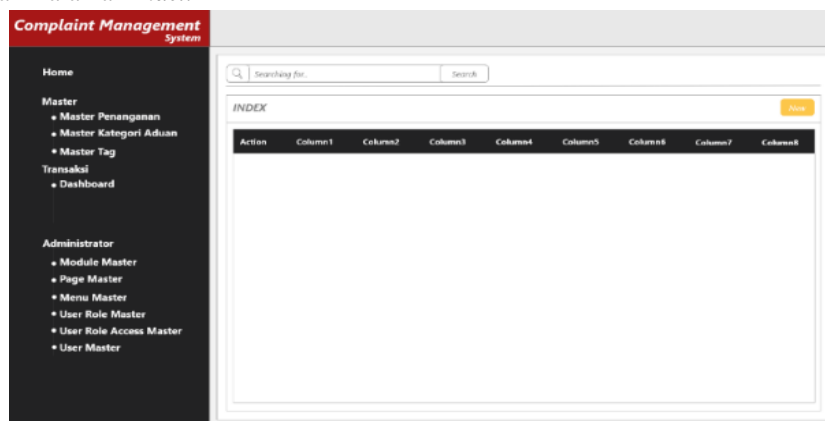 Complaint Management
System
Home
Master
Master Penanganan
Master Kategori Aduan
Master Tag
Transaksi
Dashboard
Administrator
Module Master
Page Master
Menu Master
User Role Master
User Role Access Master
User Master
Searching for.. Search
INDEX New
Action Column1 Column2 Column3 Column4 Column5 Column6 Column7 Column8